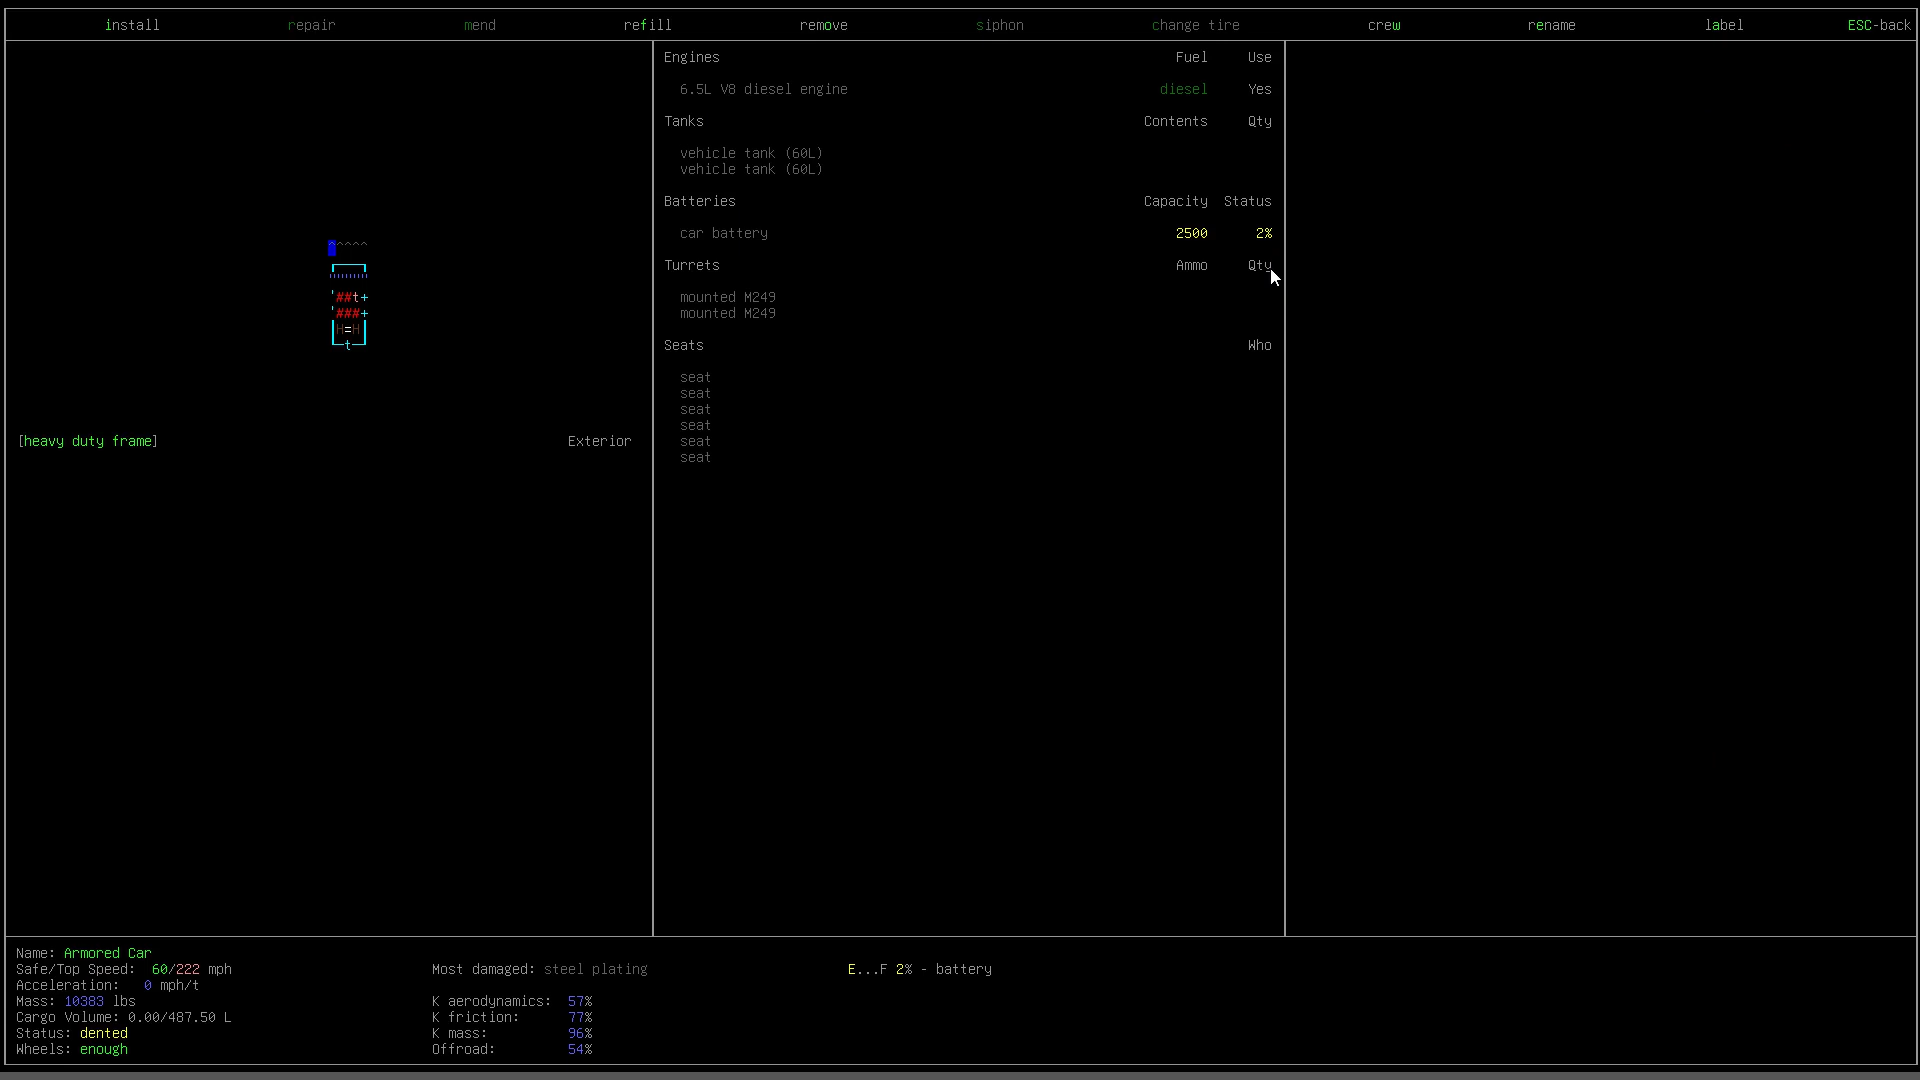 install repair mend refill remove siphon change tire crew rename label ESC-back
Engines Fuel Use
6.5L V8 diesel engine diesel Yes
Tanks Contents Qty
vehicle tank (60L)
vehicle tank (60L)
Batteries Capacity Status
car battery 2500 2%
Turrets Ammo Qty
mounted M249
mounted M249
Seats Who
seat
seat
seat
seat
seat
seat
^^^^^
'##t+
'###+
H=H
t
[heavy duty frame] Exterior
Name: Armored Car
Safe/Top Speed: 60/222 mph Most damaged: steel plating E...F 2% - battery
Acceleration: 0 mph/t
Mass: 10383 lbs K aerodynamics: 57%
Cargo Volume: 0.00/487.50 L K friction: 77%
Status: dented K mass: 96%
Wheels: enough Offroad: 54%